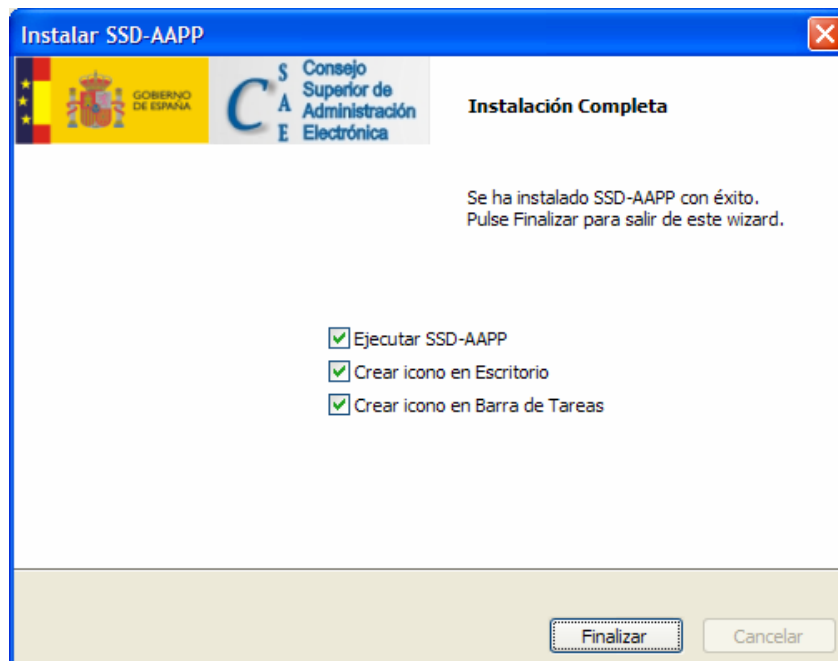 Instalar SSD-AAPP
GOBIERNO
DE ESPAÑA
C
S
A
E
Consejo
Superior de
Administración
Electrónica
Instalación Completa
Se ha instalado SSD-AAPP con éxito.
Pulse Finalizar para salir de este wizard.
Ejecutar SSD-AAPP
Crear icono en Escritorio
Crear icono en Barra de Tareas
Finalizar
Cancelar